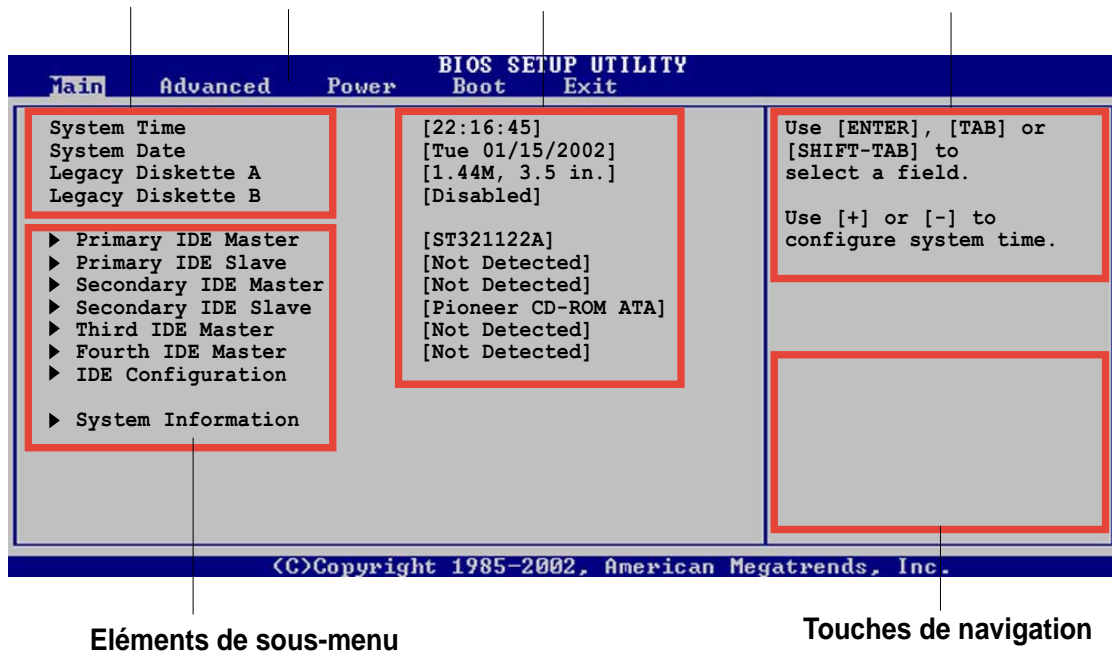 BIOS SETUP UTILITY
Main Advanced Power Boot Exit
System Time [22:16:45]
System Date [Tue 01/15/2002]
Legacy Diskette A [1.44M, 3.5 in.]
Legacy Diskette B [Disabled]
Primary IDE Master [ST321122A]
Primary IDE Slave [Not Detected]
Secondary IDE Master [Not Detected]
Secondary IDE Slave [Pioneer CD-ROM ATA]
Third IDE Master [Not Detected]
Fourth IDE Master [Not Detected]
IDE Configuration
System Information
Use [ENTER], [TAB] or
[SHIFT-TAB] to
select a field.
Use [+] or [-] to
configure system time.
(C)Copyright 1985-2002, American Megatrends, Inc.
Eléments de sous-menu
Touches de navigation